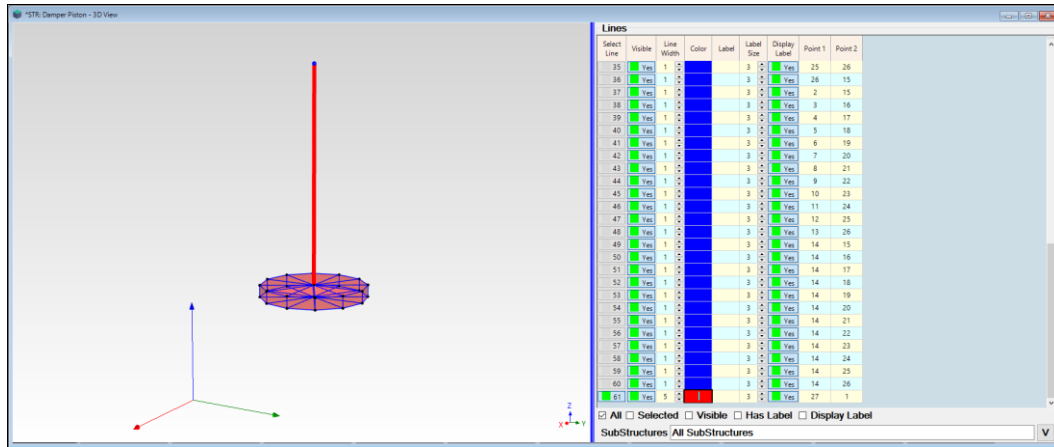 *STR: Damper Piston - 3D View
Lines
Select Line Visible Line Width Color Label Label Size Display Label Point 1 Point 2
35 Yes 1 3 Yes 25 26
36 Yes 1 3 Yes 26 15
37 Yes 1 3 Yes 2 15
38 Yes 1 3 Yes 3 16
39 Yes 1 3 Yes 4 17
40 Yes 1 3 Yes 5 18
41 Yes 1 3 Yes 6 19
42 Yes 1 3 Yes 7 20
43 Yes 1 3 Yes 8 21
44 Yes 1 3 Yes 9 22
45 Yes 1 3 Yes 10 23
46 Yes 1 3 Yes 11 24
47 Yes 1 3 Yes 12 25
48 Yes 1 3 Yes 13 26
49 Yes 1 3 Yes 14 15
50 Yes 1 3 Yes 14 16
51 Yes 1 3 Yes 14 17
52 Yes 1 3 Yes 14 18
53 Yes 1 3 Yes 14 19
54 Yes 1 3 Yes 14 20
55 Yes 1 3 Yes 14 21
56 Yes 1 3 Yes 14 22
57 Yes 1 3 Yes 14 23
58 Yes 1 3 Yes 14 24
59 Yes 1 3 Yes 14 25
60 Yes 1 3 Yes 14 26
61 Yes 5 3 Yes 27 1
All Selected Visible Has Label Display Label
SubStructures All SubStructures V
Z
X Y